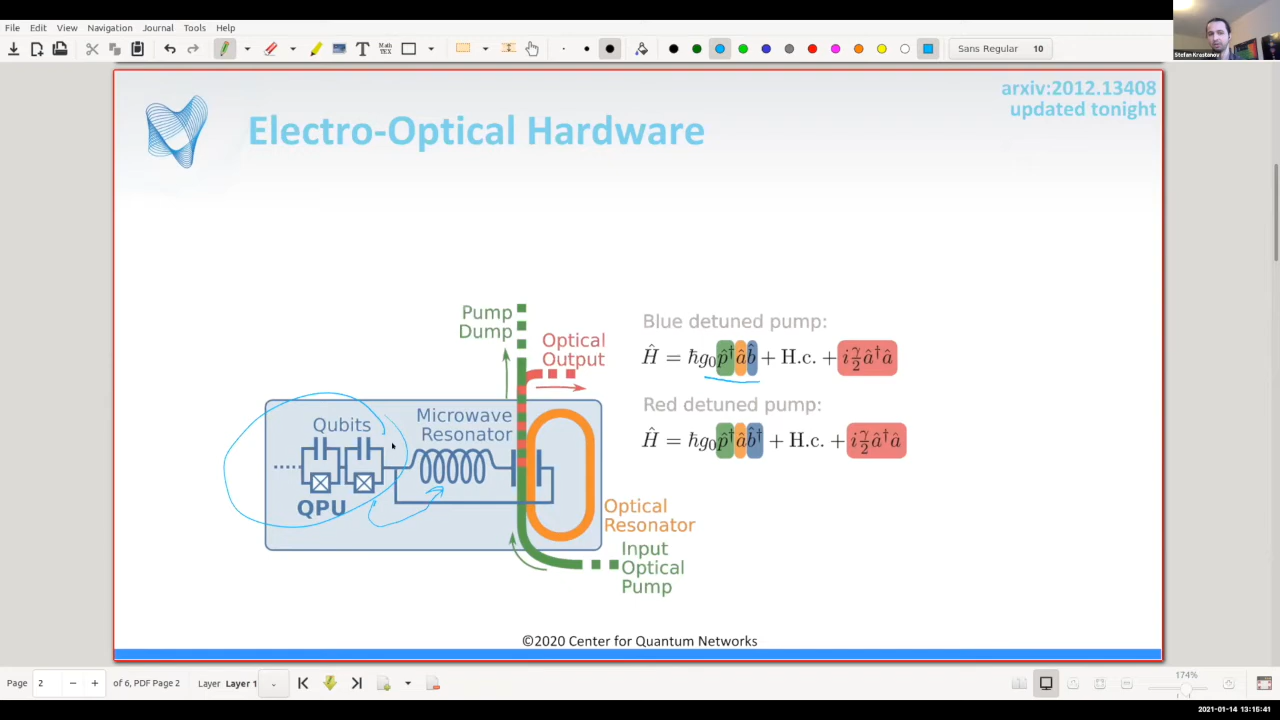 File Edit View Navigation Journal Tools Help
Sans Regular 10
Stefan Krastanov
arxiv:2012.13408
updated tonight
Electro-Optical Hardware
Pump
Dump
Optical
Output
Qubits
Microwave
Resonator
QPU
Optical
Resonator
Input
Optical
Pump
Blue detuned pump:
Ĥ = ħg₀p̂†âb̂ + H.c. + i γ/2 â†â
Red detuned pump:
Ĥ = ħg₀p̂†âb̂† + H.c. + i γ/2 â†â
©2020 Center for Quantum Networks
Page 2 of 6, PDF Page 2 Layer Layer 1 174%
2021-01-14 13:16:41